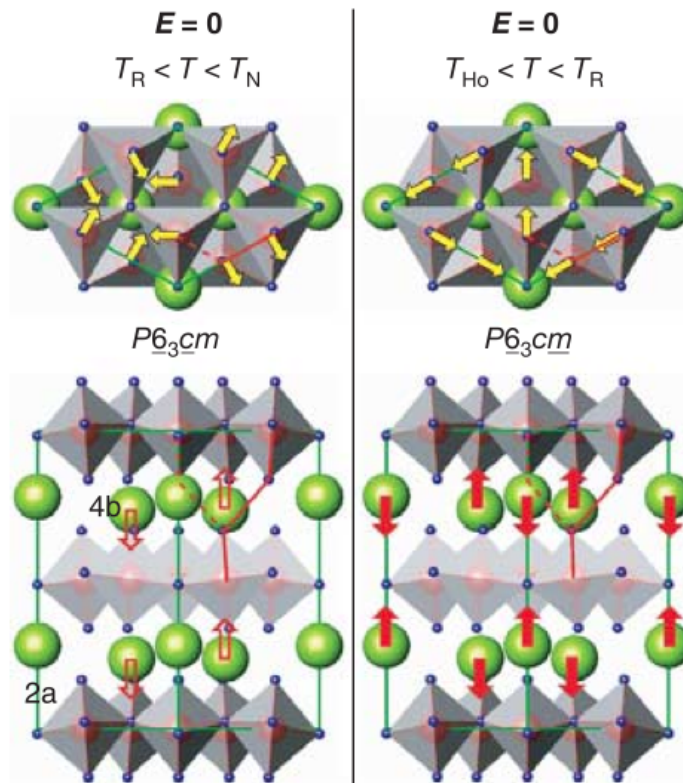 E = 0
T_R < T < T_N
P6̲₃c̲m
4b
2a
E = 0
T_Ho < T < T_R
P6̲₃cm̲